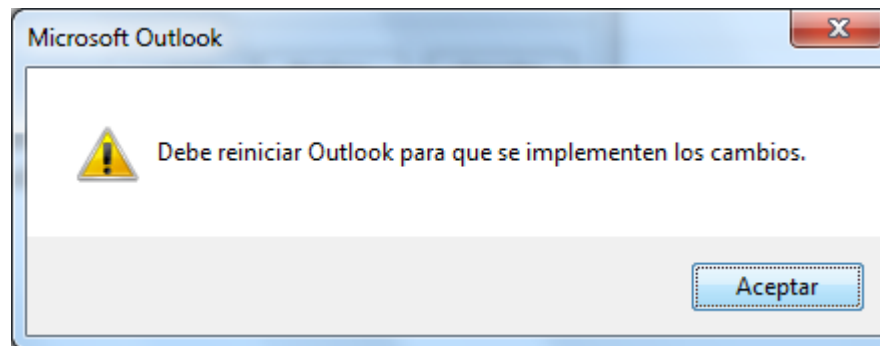 Microsoft Outlook
Debe reiniciar Outlook para que se implementen los cambios.
Aceptar